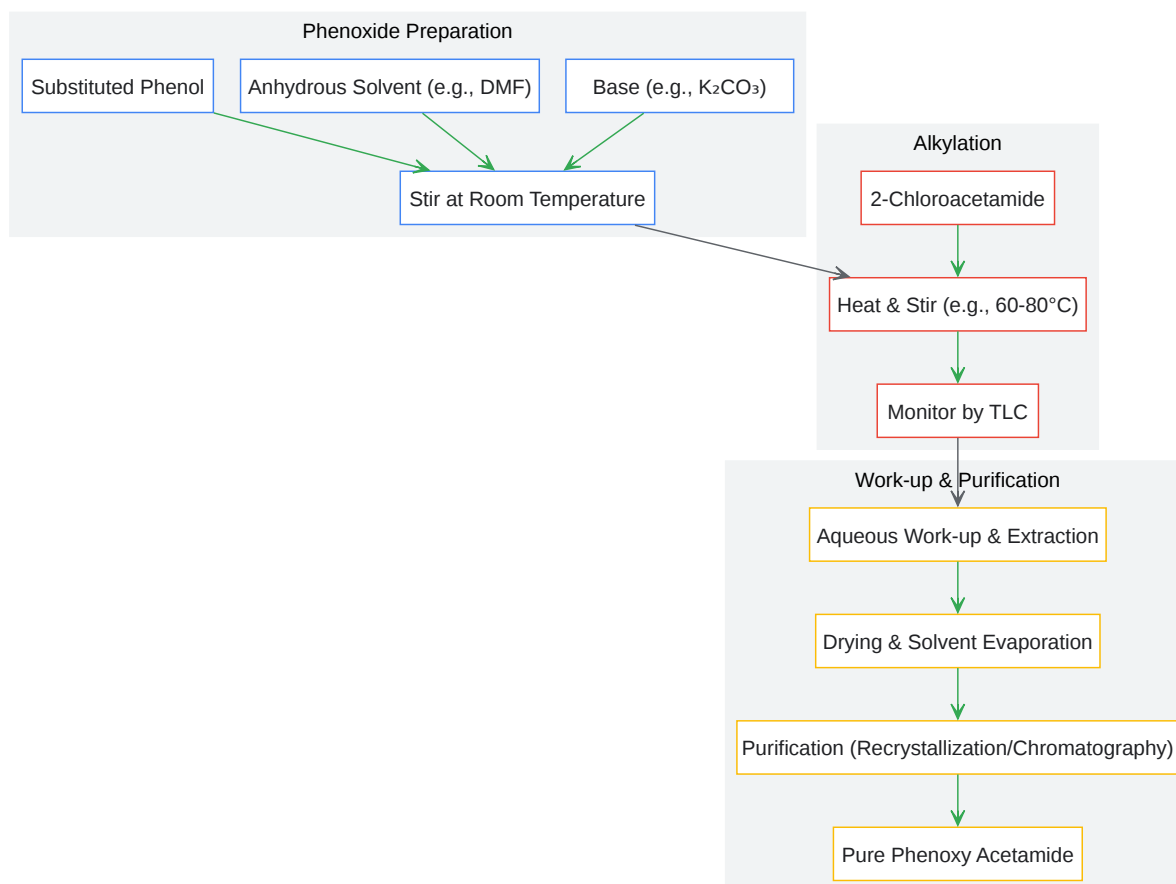 Phenoxide Preparation
Substituted Phenol
Anhydrous Solvent (e.g., DMF)
Base (e.g., K₂CO₃)
Stir at Room Temperature
Alkylation
2-Chloroacetamide
Heat & Stir (e.g., 60-80°C)
Monitor by TLC
Work-up & Purification
Aqueous Work-up & Extraction
Drying & Solvent Evaporation
Purification (Recrystallization/Chromatography)
Pure Phenoxy Acetamide